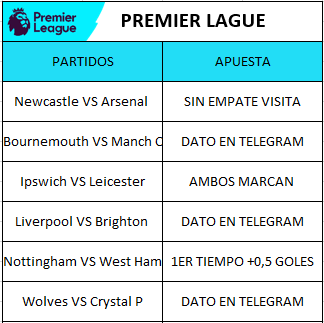 Premier League
PREMIER LAGUE
PARTIDOS APUESTA
Newcastle VS Arsenal SIN EMPATE VISITA
Bournemouth VS Manch C DATO EN TELEGRAM
Ipswich VS Leicester AMBOS MARCAN
Liverpool VS Brighton DATO EN TELEGRAM
Nottingham VS West Ham 1ER TIEMPO +0,5 GOLES
Wolves VS Crystal P DATO EN TELEGRAM